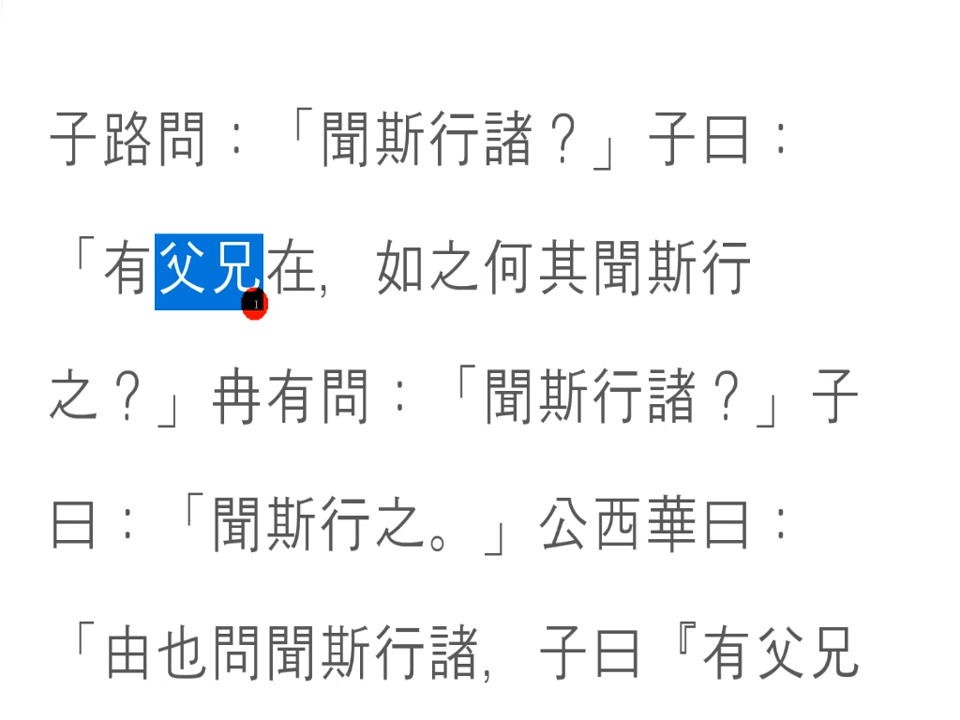 子路問：「聞斯行諸？」子曰：
「有父兄在，如之何其聞斯行
之？」冉有問：「聞斯行諸？」子
曰：「聞斯行之。」公西華曰：
「由也問聞斯行諸，子曰『有父兄